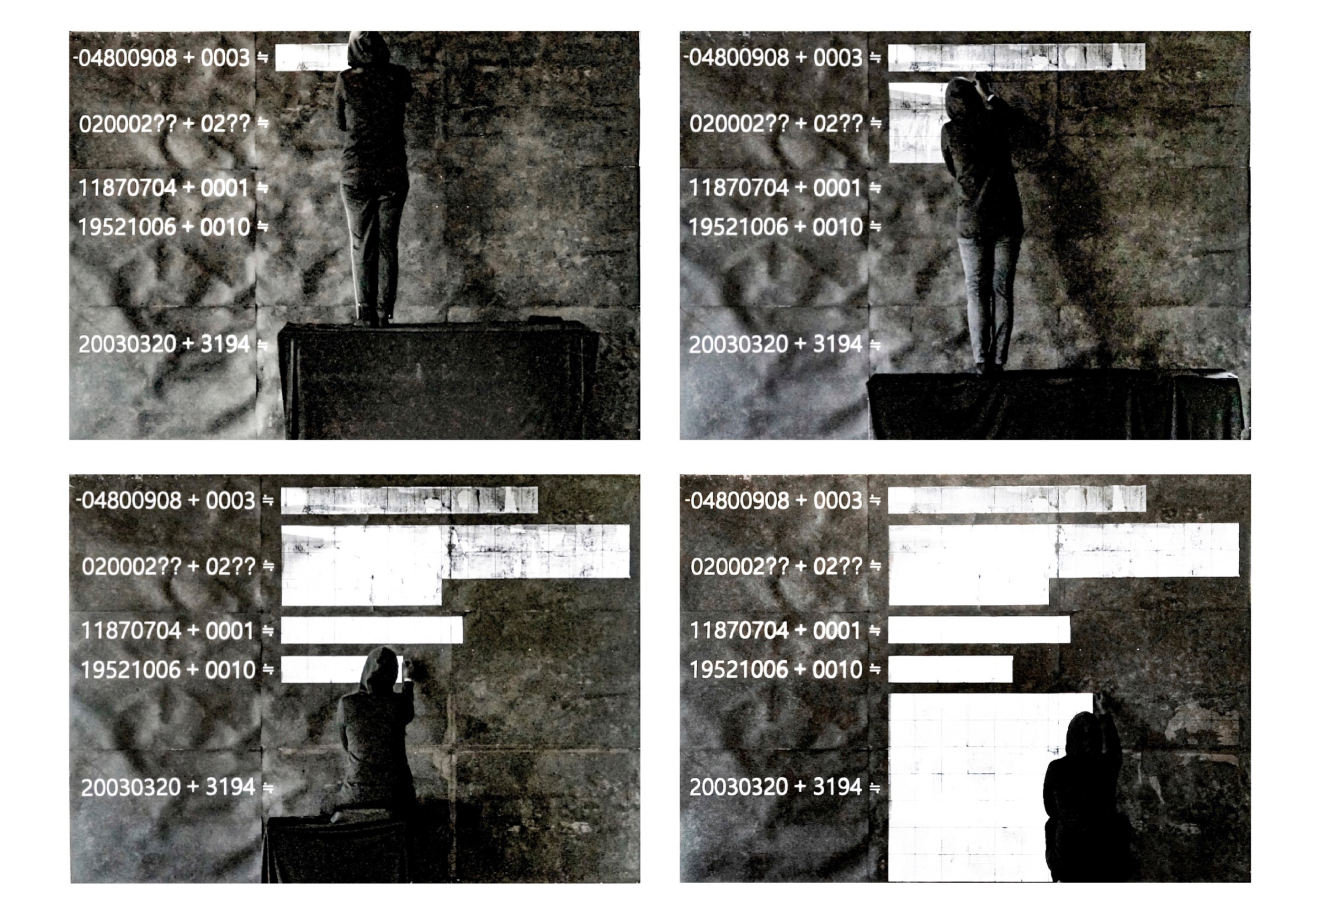 -04800908 + 0003 ≒
020002?? + 02?? ≒
11870704 + 0001 ≒
19521006 + 0010 ≒
20030320 + 3194 ≒
-04800908 + 0003 ≒
020002?? + 02?? ≒
11870704 + 0001 ≒
19521006 + 0010 ≒
20030320 + 3194 ≒
-04800908 + 0003 ≒
020002?? + 02?? ≒
11870704 + 0001 ≒
19521006 + 0010 ≒
20030320 + 3194 ≒
-04800908 + 0003 ≒
020002?? + 02?? ≒
11870704 + 0001 ≒
19521006 + 0010 ≒
20030320 + 3194 ≒